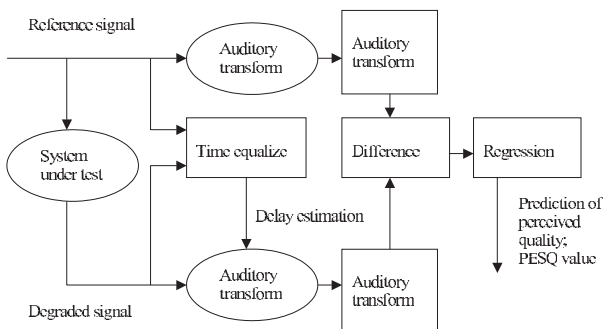 Reference signal
Auditory
transform
Auditory
transform
System
under test
Time equalize
Difference
Regression
Delay estimation
Prediction of
perceived
quality;
PESQ value
Auditory
transform
Auditory
transform
Degraded signal